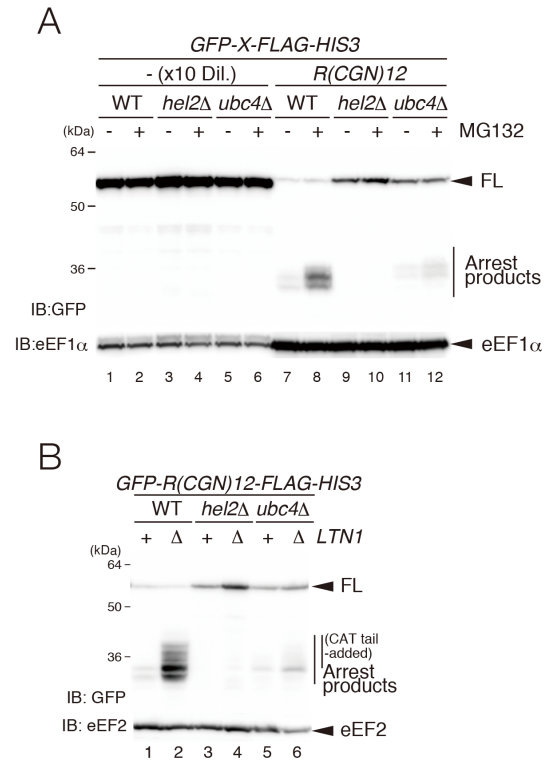 A
GFP-X-FLAG-HIS3
- (x10 Dil.) R(CGN)12
WT hel2Δ ubc4Δ WT hel2Δ ubc4Δ
(kDa) - + - + - + - + - + - + MG132
64
FL
50
36
Arrest
products
IB:GFP
IB:eEF1α eEF1α
1 2 3 4 5 6 7 8 9 10 11 12
B
GFP-R(CGN)12-FLAG-HIS3
WT hel2Δ ubc4Δ
+ Δ + Δ + Δ LTN1
(kDa)
64
FL
50
(CAT tail
-added)
36
Arrest
products
IB: GFP
IB: eEF2 eEF2
1 2 3 4 5 6